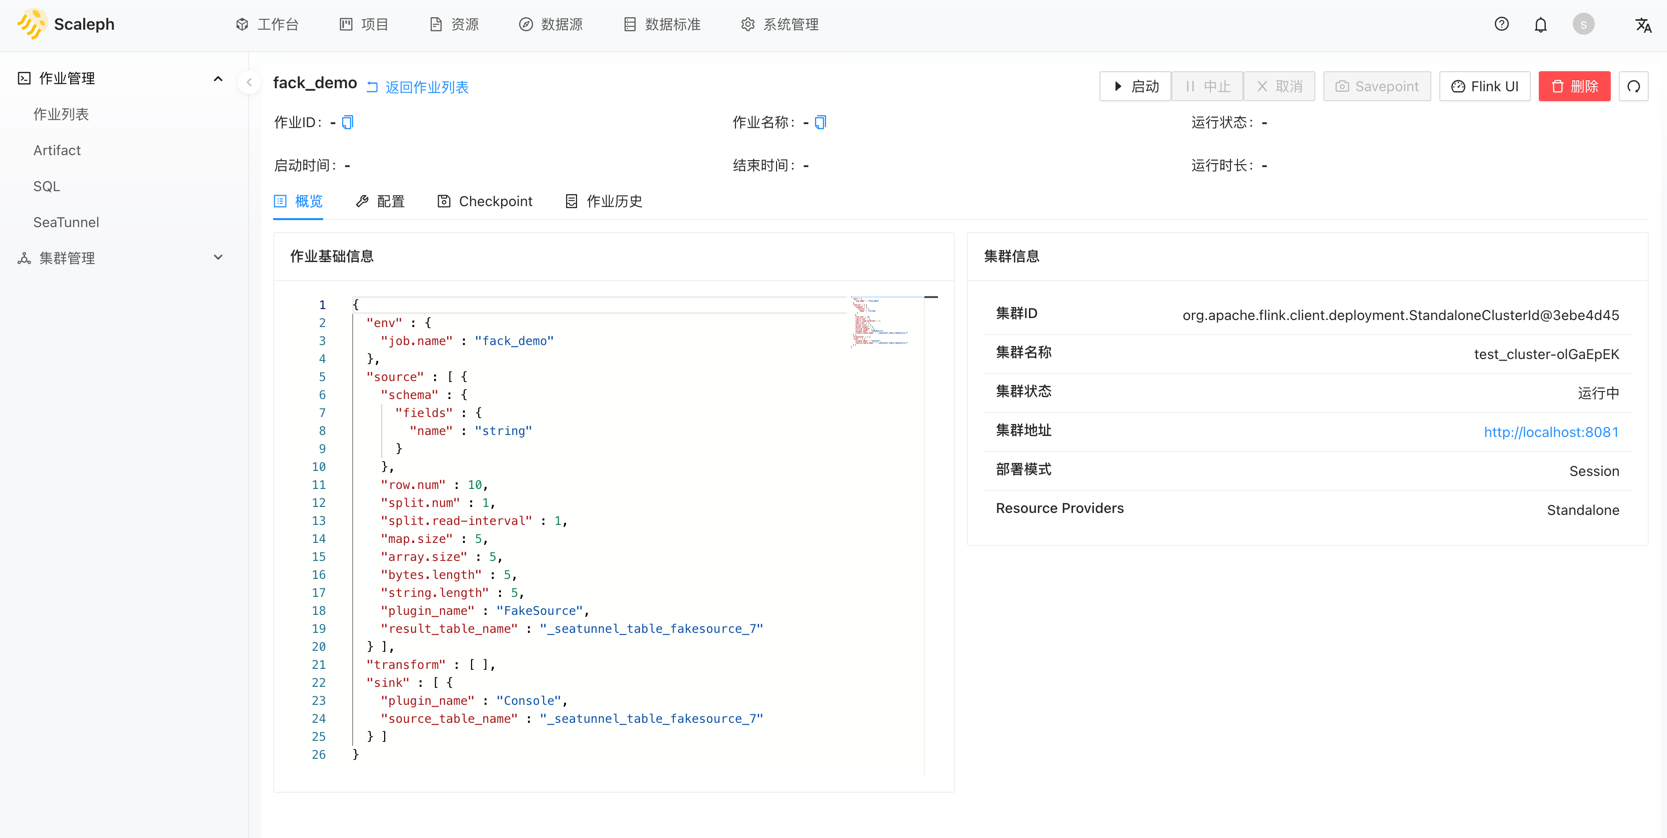 Scaleph
工作台
项目
资源
数据源
数据标准
系统管理
S
作业管理
作业列表
Artifact
SQL
SeaTunnel
集群管理
fack_demo
返回作业列表
启动
中止
取消
Savepoint
Flink UI
删除
作业ID: -
作业名称: -
运行状态: -
启动时间: -
结束时间: -
运行时长: -
概览
配置
Checkpoint
作业历史
作业基础信息
1 {
2 "env" : {
3 "job.name" : "fack_demo"
4 },
5 "source" : [ {
6 "schema" : {
7 "fields" : {
8 "name" : "string"
9 }
10 },
11 "row.num" : 10,
12 "split.num" : 1,
13 "split.read-interval" : 1,
14 "map.size" : 5,
15 "array.size" : 5,
16 "bytes.length" : 5,
17 "string.length" : 5,
18 "plugin_name" : "FakeSource",
19 "result_table_name" : "_seatunnel_table_fakesource_7"
20 } ],
21 "transform" : [ ],
22 "sink" : [ {
23 "plugin_name" : "Console",
24 "source_table_name" : "_seatunnel_table_fakesource_7"
25 } ]
26 }
集群信息
集群ID org.apache.flink.client.deployment.StandaloneClusterId@3ebe4d45
集群名称 test_cluster-olGaEpEK
集群状态 运行中
集群地址 http://localhost:8081
部署模式 Session
Resource Providers Standalone